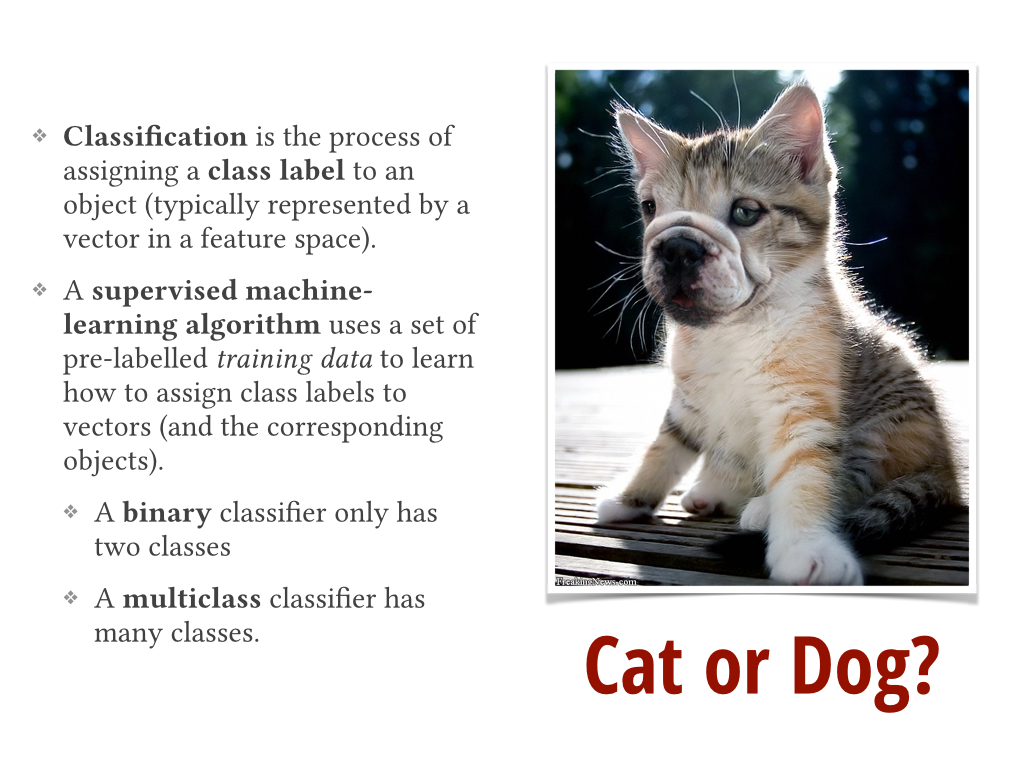 ❖ Classification is the process of
assigning a class label to an
object (typically represented by a
vector in a feature space).
❖ A supervised machine-
learning algorithm uses a set of
pre-labelled training data to learn
how to assign class labels to
vectors (and the corresponding
objects).
❖ A binary classifier only has
two classes
❖ A multiclass classifier has
many classes.
FreakingNews.com
Cat or Dog?